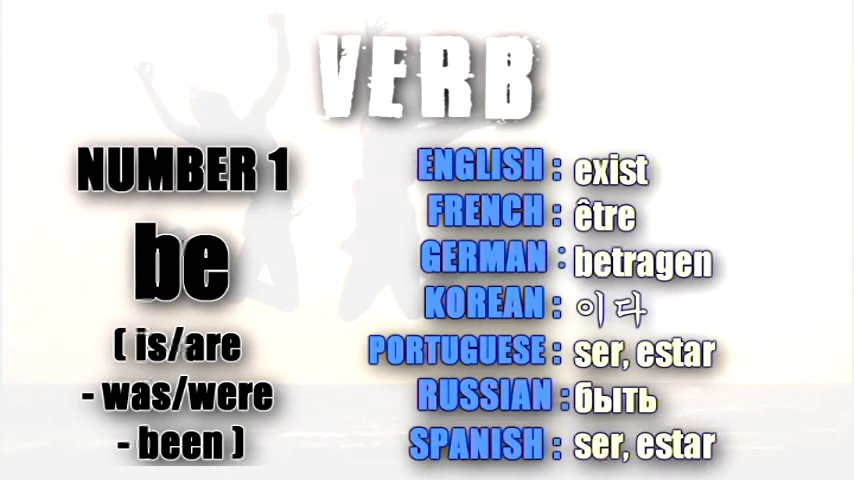 VERB
NUMBER 1
be
( is/are
- was/were
- been )
ENGLISH : exist
FRENCH : être
GERMAN : betragen
KOREAN : 이다
PORTUGUESE : ser, estar
RUSSIAN : быть
SPANISH : ser, estar